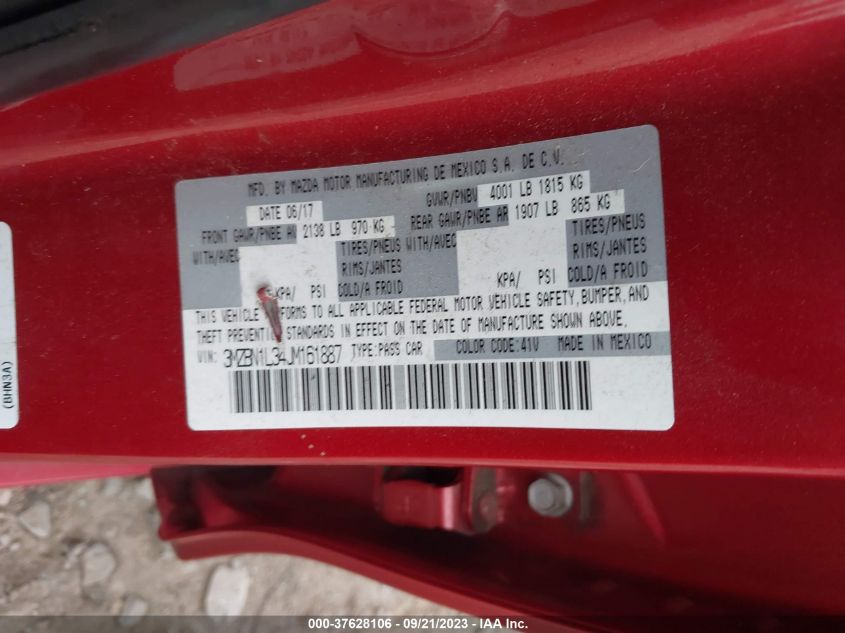 MFD. BY MAZDA MOTOR MANUFACTURING DE MEXICO S.A. DE C.V.
DATE 06/17 GVWR/PNBV 4001 LB 1815 KG
FRONT GAWR/PNBE AV 2138 LB 970 KG REAR GAWR/PNBE AR 1907 LB 865 KG
WITH/AVEC TIRES/PNEUS WITH/AVEC TIRES/PNEUS
RIMS/JANTES RIMS/JANTES
KPA/ PSI COLD/A FROID KPA/ PSI COLD/A FROID
THIS VEHICLE CONFORMS TO ALL APPLICABLE FEDERAL MOTOR VEHICLE SAFETY, BUMPER, AND
THEFT PREVENTION STANDARDS IN EFFECT ON THE DATE OF MANUFACTURE SHOWN ABOVE.
VIN: 3MZBN1L34JM161887 TYPE:PASS CAR COLOR CODE:41V MADE IN MEXICO
(BHN3A)
000-37628106 — 09/21/2023 — IAA Inc.